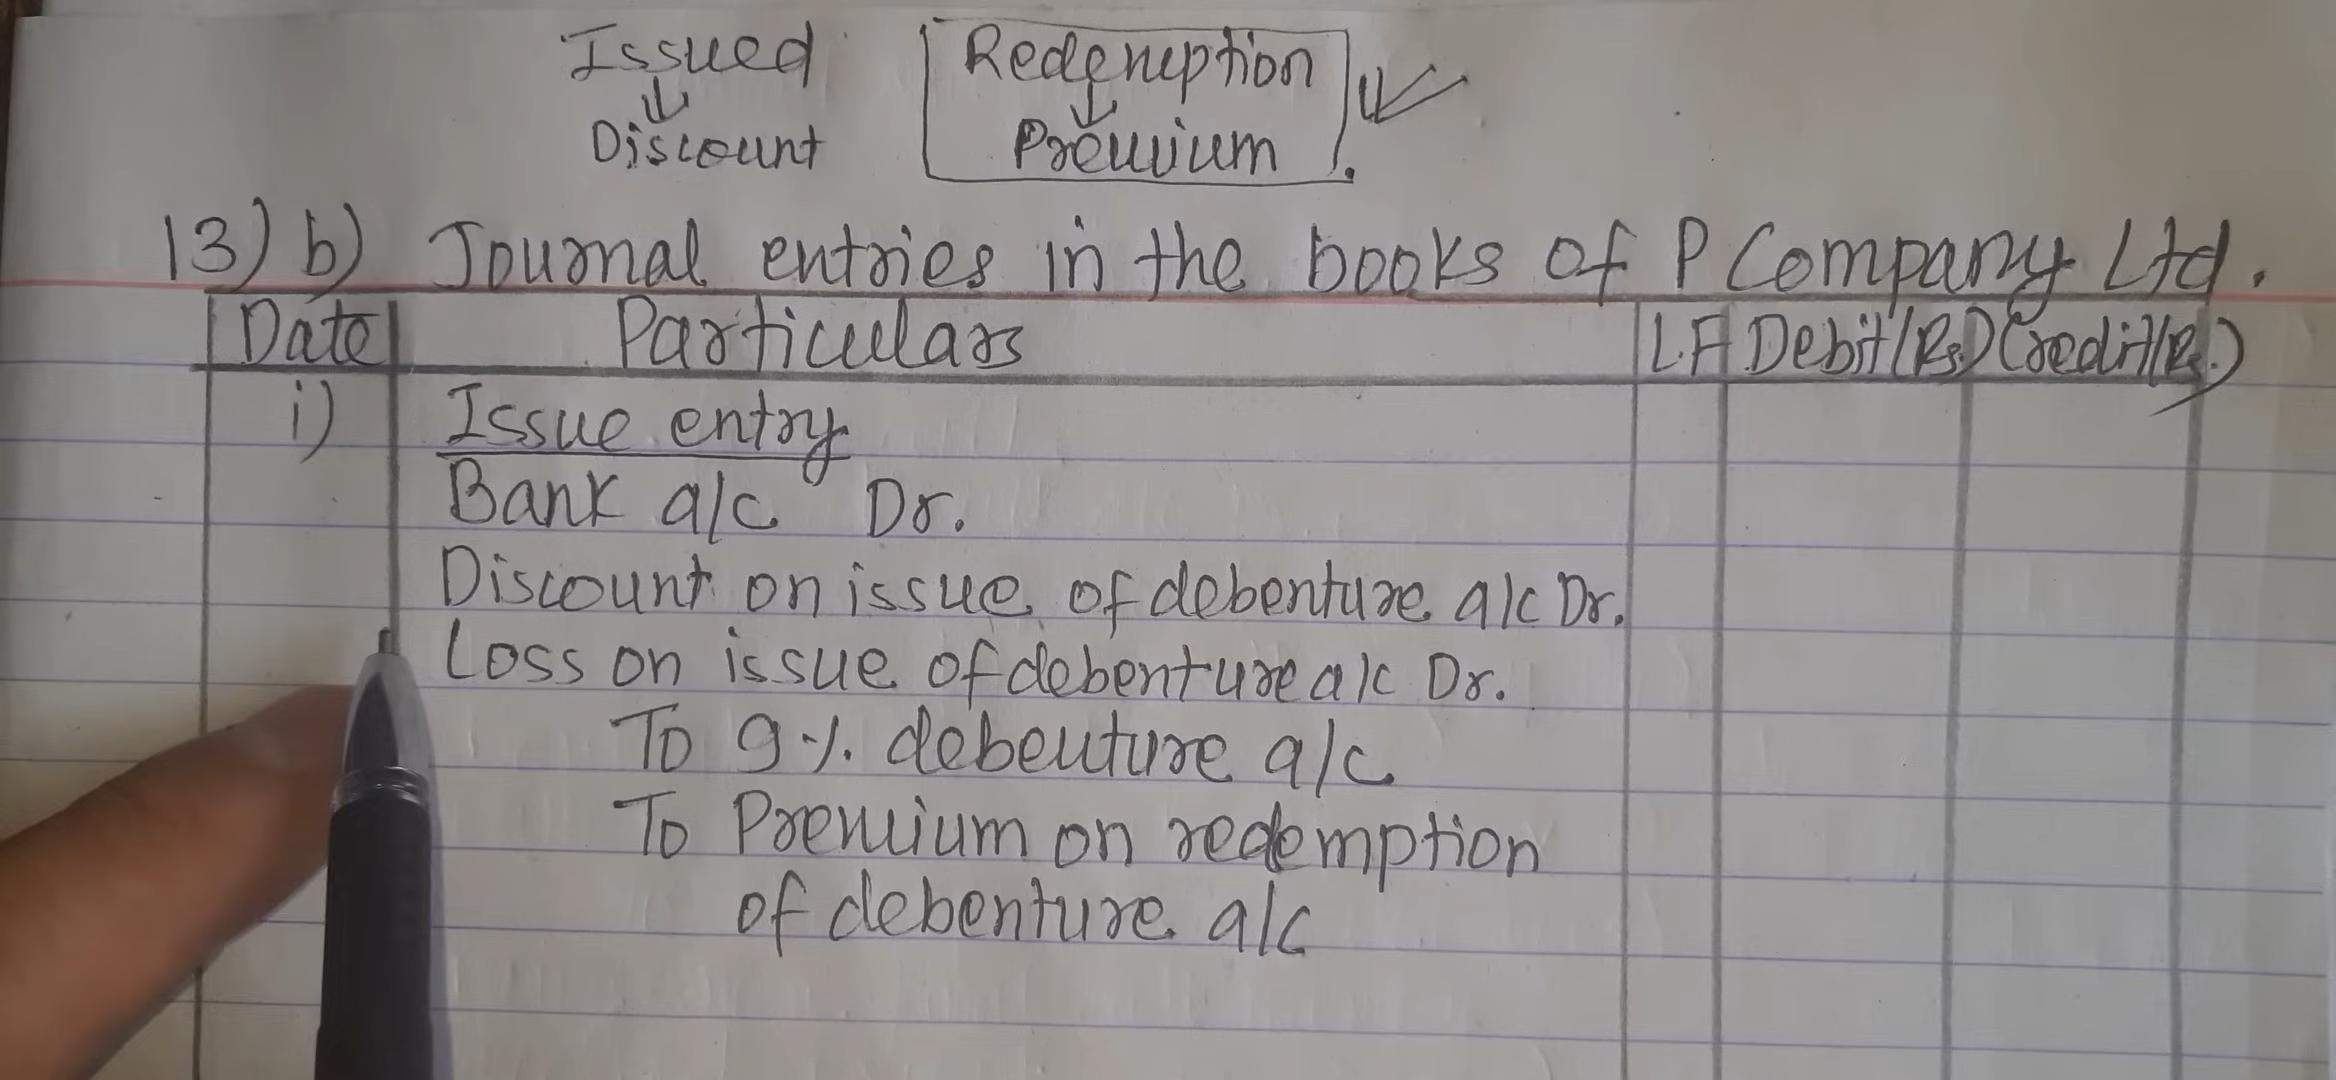 Issued Redemption
Discount Premium
13) b) Journal entries in the books of P Company Ltd.
Date Particulars L.F Debit(Rs) Credit(Rs.)
i) Issue entry
Bank a/c Dr.
Discount on issue of debenture a/c Dr.
Loss on issue of debenture a/c Dr.
To 9% debenture a/c
To Premium on redemption
of debenture a/c